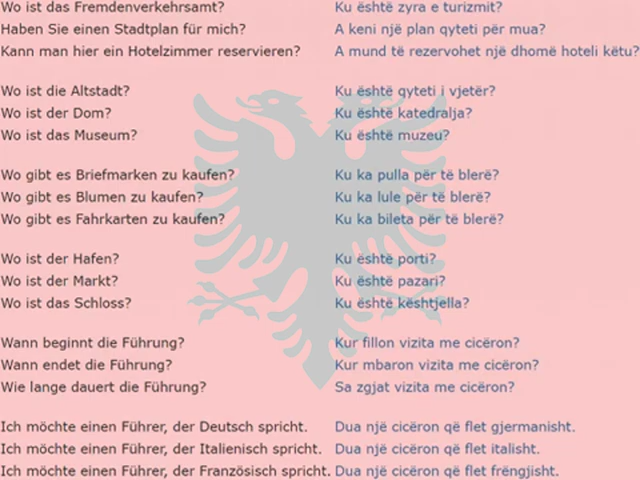 Wo ist das Fremdenverkehrsamt? Ku është zyra e turizmit?
Haben Sie einen Stadtplan für mich? A keni një plan qyteti për mua?
Kann man hier ein Hotelzimmer reservieren? A mund të rezervohet një dhomë hoteli këtu?
Wo ist die Altstadt? Ku është qyteti i vjetër?
Wo ist der Dom? Ku është katedralja?
Wo ist das Museum? Ku është muzeu?
Wo gibt es Briefmarken zu kaufen? Ku ka pulla për të blerë?
Wo gibt es Blumen zu kaufen? Ku ka lule për të blerë?
Wo gibt es Fahrkarten zu kaufen? Ku ka bileta për të blerë?
Wo ist der Hafen? Ku është porti?
Wo ist der Markt? Ku është pazari?
Wo ist das Schloss? Ku është kështjella?
Wann beginnt die Führung? Kur fillon vizita me cicëron?
Wann endet die Führung? Kur mbaron vizita me cicëron?
Wie lange dauert die Führung? Sa zgjat vizita me cicëron?
Ich möchte einen Führer, der Deutsch spricht. Dua një cicëron që flet gjermanisht.
Ich möchte einen Führer, der Italienisch spricht. Dua një cicëron që flet italisht.
Ich möchte einen Führer, der Französisch spricht. Dua një cicëron që flet frëngjisht.